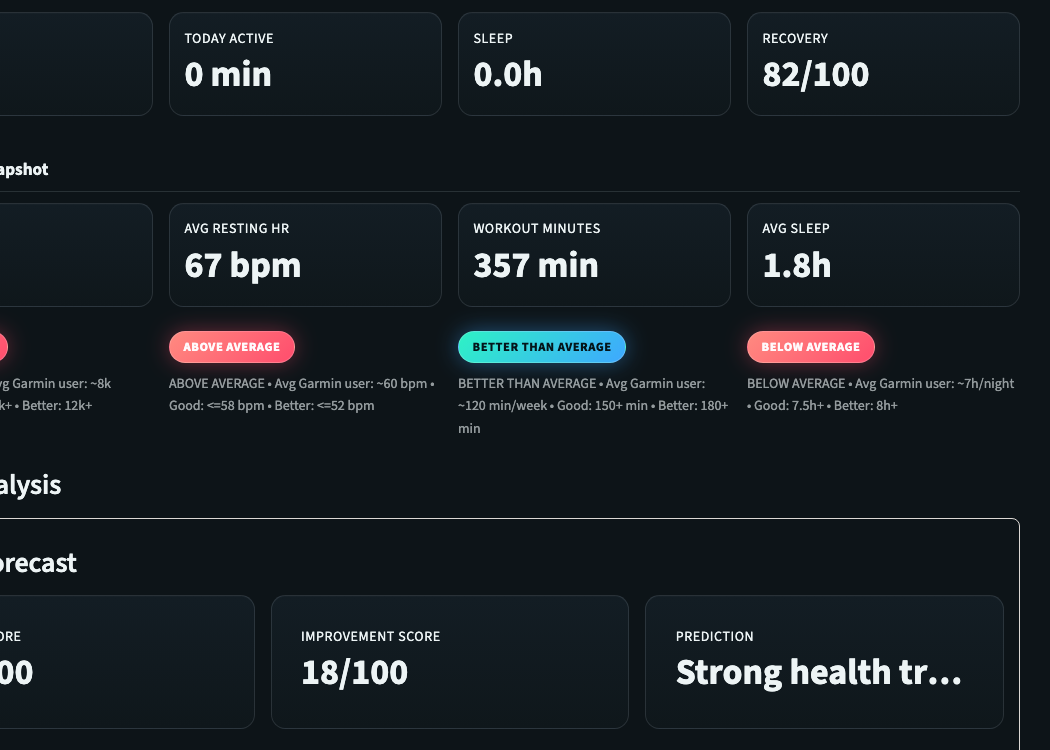 TODAY ACTIVE
0 min
SLEEP
0.0h
RECOVERY
82/100
apshot
AVG RESTING HR
67 bpm
WORKOUT MINUTES
357 min
AVG SLEEP
1.8h
vg Garmin user: ~8k
k+ • Better: 12k+
ABOVE AVERAGE
ABOVE AVERAGE • Avg Garmin user: ~60 bpm •
Good: <=58 bpm • Better: <=52 bpm
BETTER THAN AVERAGE
BETTER THAN AVERAGE • Avg Garmin user:
~120 min/week • Good: 150+ min • Better: 180+
min
BELOW AVERAGE
BELOW AVERAGE • Avg Garmin user: ~7h/night
• Good: 7.5h+ • Better: 8h+
alysis
orecast
ORE
00
IMPROVEMENT SCORE
18/100
PREDICTION
Strong health tr...